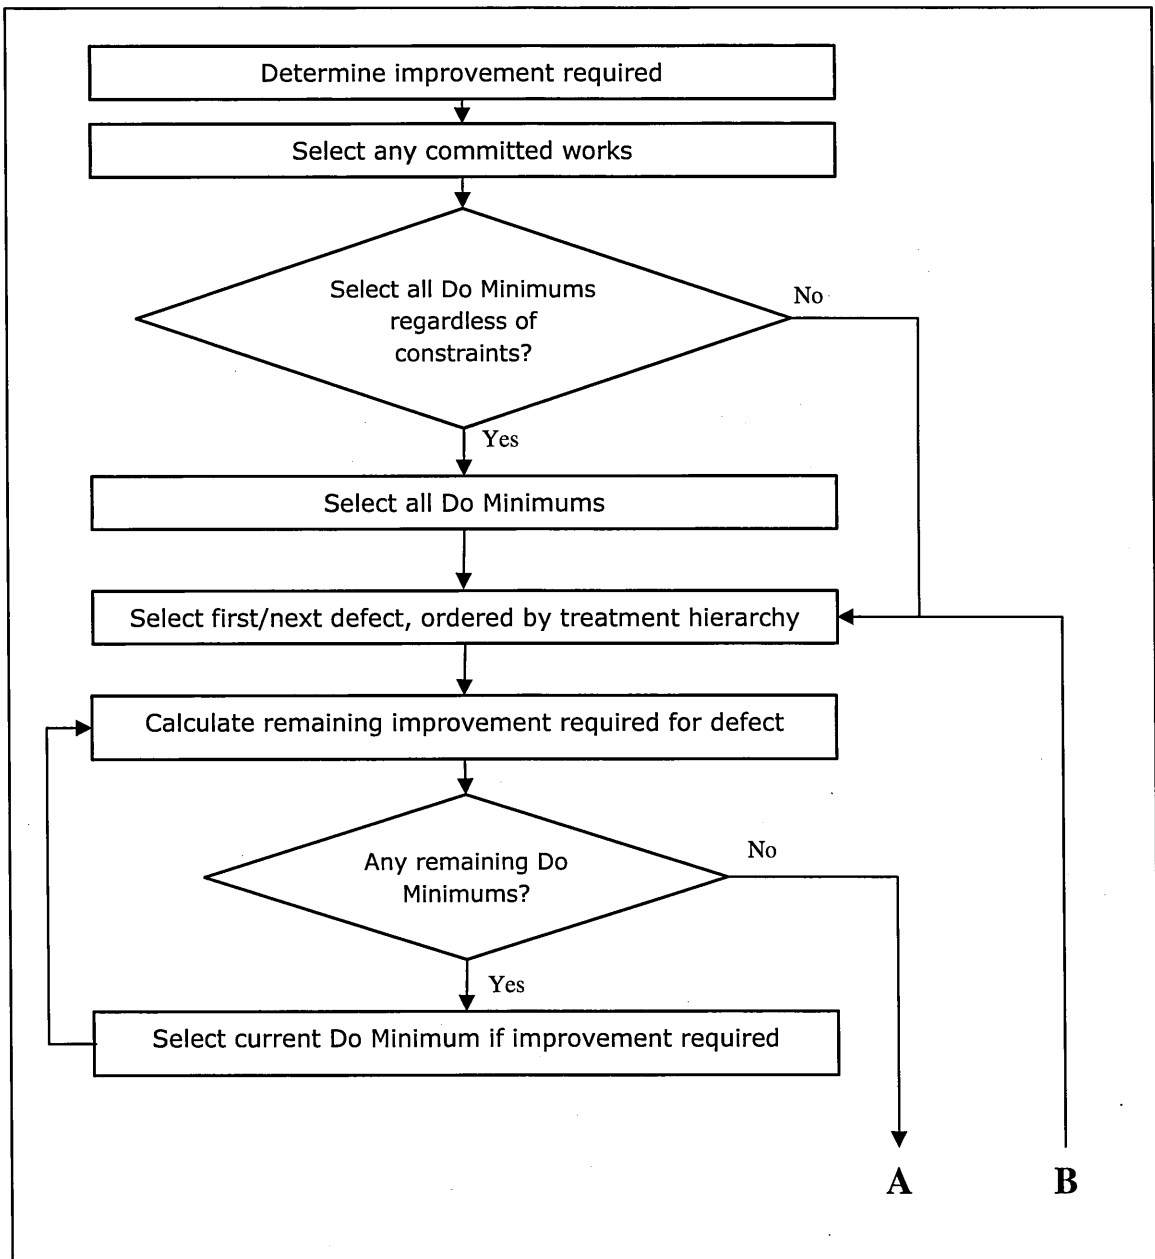 Determine improvement required
Select any committed works
Select all Do Minimums
regardless of
constraints?
No
Yes
Select all Do Minimums
Select first/next defect, ordered by treatment hierarchy
Calculate remaining improvement required for defect
Any remaining Do
Minimums?
No
Yes
Select current Do Minimum if improvement required
A
B